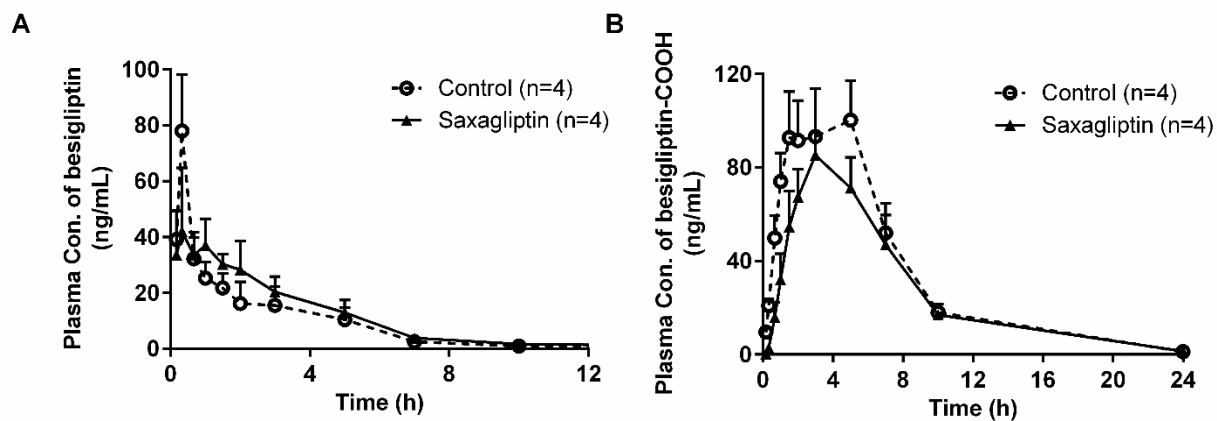 A
Plasma Con. of besigliptin
(ng/mL)
100
80
60
40
20
0
Control (n=4)
Saxagliptin (n=4)
0
4
8
12
Time (h)
B
Plasma Con. of besigliptin-COOH
(ng/mL)
120
80
40
0
Control (n=4)
Saxagliptin (n=4)
0
4
8
12
16
20
24
Time (h)